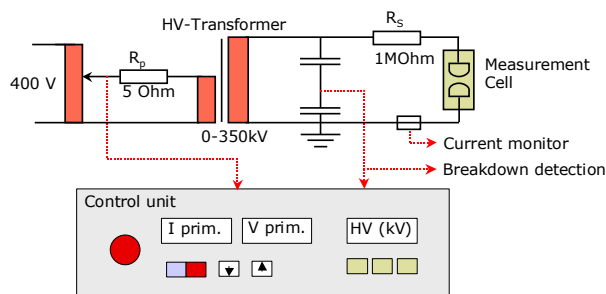 HV-Transformer
R_S
1MOhm
Measurement
Cell
400 V
R_p
5 Ohm
0-350kV
Current monitor
Breakdown detection
Control unit
I prim.
V prim.
HV (kV)